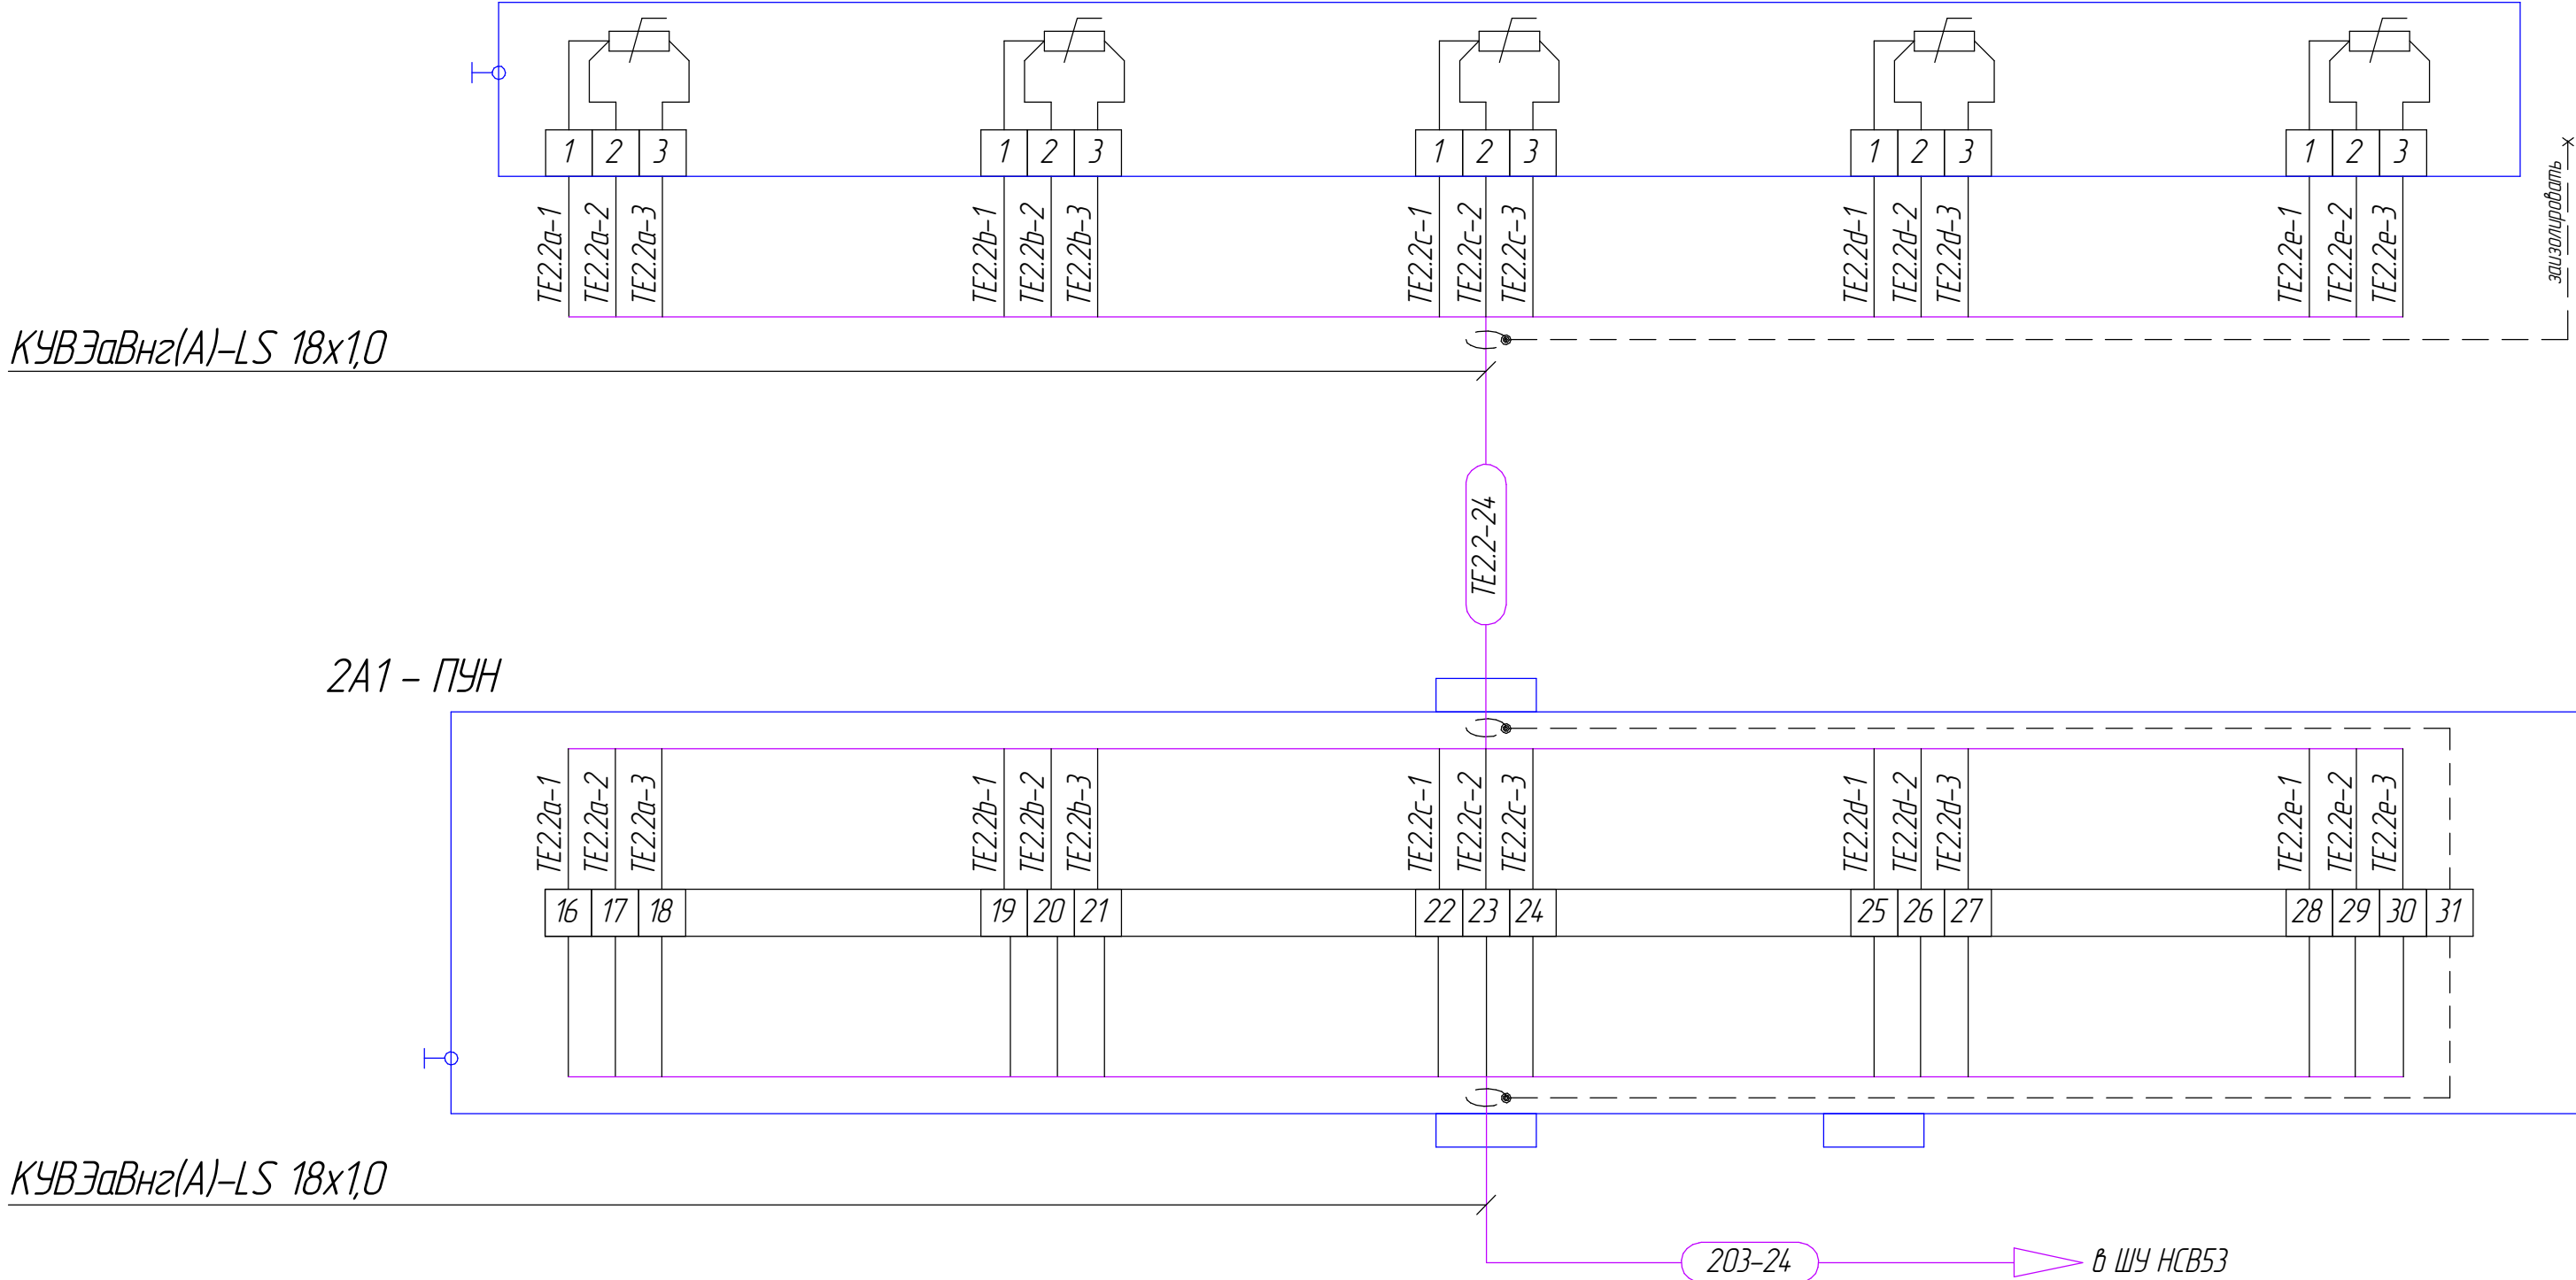 1 2 3 1 2 3 1 2 3 1 2 3 1 2 3
заизолировать
TE2.2a-1 TE2.2a-2 TE2.2a-3 TE2.2b-1 TE2.2b-2 TE2.2b-3 TE2.2c-1 TE2.2c-2 TE2.2c-3 TE2.2d-1 TE2.2d-2 TE2.2d-3 TE2.2e-1 TE2.2e-2 TE2.2e-3
КУВЭаВнг(А)-LS 18x1,0
TE2.2-24
2А1 - ПУН
TE2.2a-1 TE2.2a-2 TE2.2a-3 TE2.2b-1 TE2.2b-2 TE2.2b-3 TE2.2c-1 TE2.2c-2 TE2.2c-3 TE2.2d-1 TE2.2d-2 TE2.2d-3 TE2.2e-1 TE2.2e-2 TE2.2e-3
16 17 18 19 20 21 22 23 24 25 26 27 28 29 30 31
КУВЭаВнг(А)-LS 18x1,0
203-24 в ШУ НСВ53